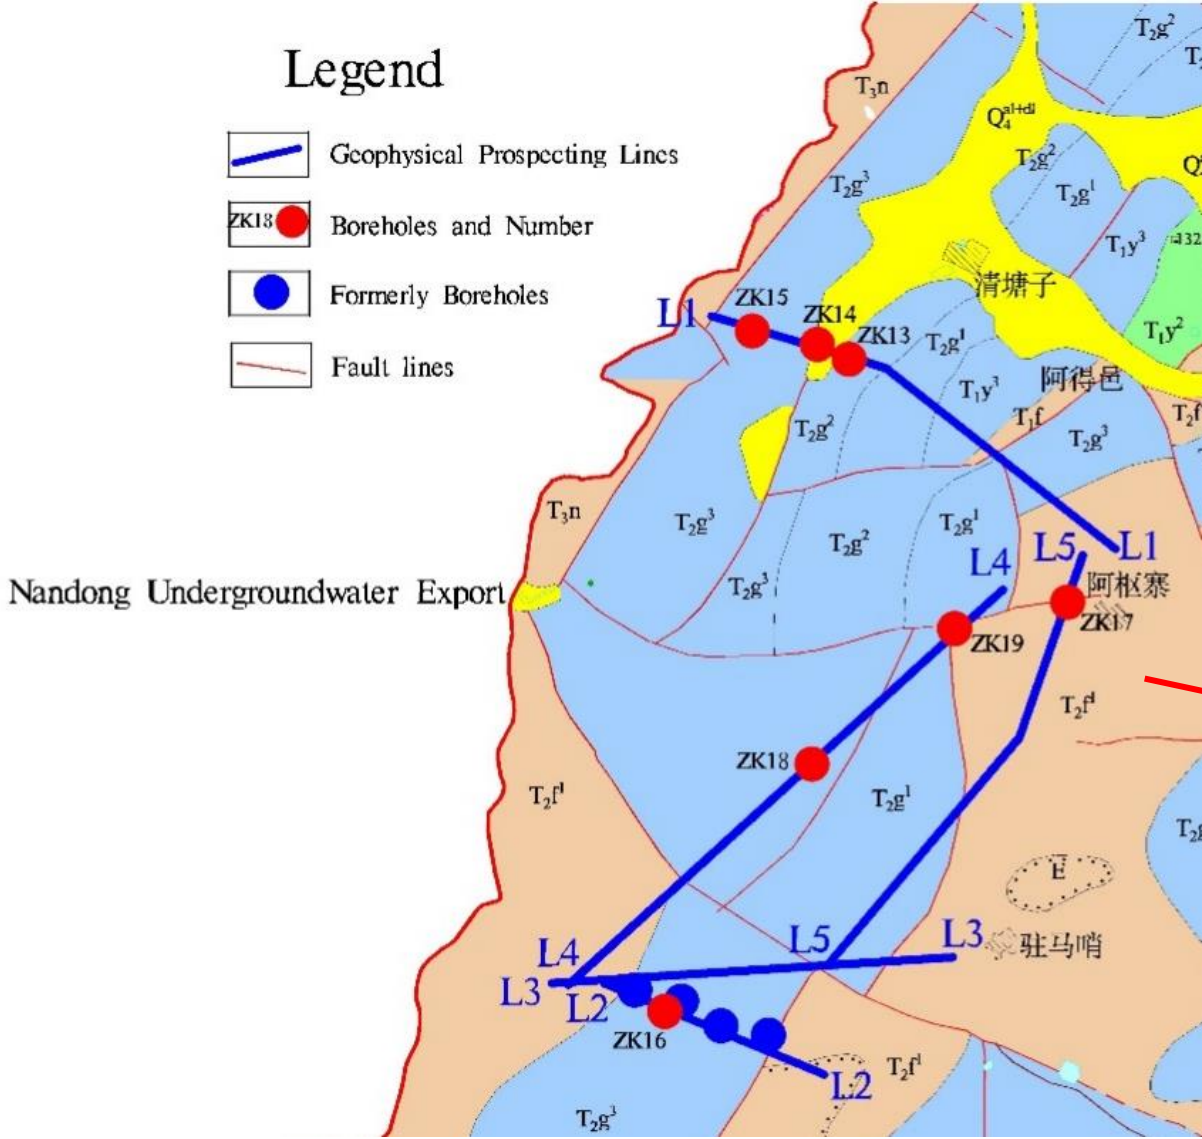 Legend
Geophysical Prospecting Lines
ZK18
Boreholes and Number
Formerly Boreholes
Fault lines
T₂g²
T₃n
Q₄ᵃˡ⁺ᵈˡ
T₂g²
T₂g³
T₂g¹
T₁y³
132
清塘子
L1
ZK15
ZK14
ZK13
T₂g¹
T₁y²
阿得邑
T₁y³
T₁f
T₂f
T₂g²
T₂g³
T₃n
T₂g³
T₂g²
T₂g¹
L4
L5
L1
Nandong Undergroundwater Export
T₂g³
阿枢寨
ZK19
ZK17
T₂f¹
ZK18
T₂f¹
T₂g¹
E
L4
L5
L3
驻马哨
L3
L2
ZK16
T₂f¹
L2
T₂g³